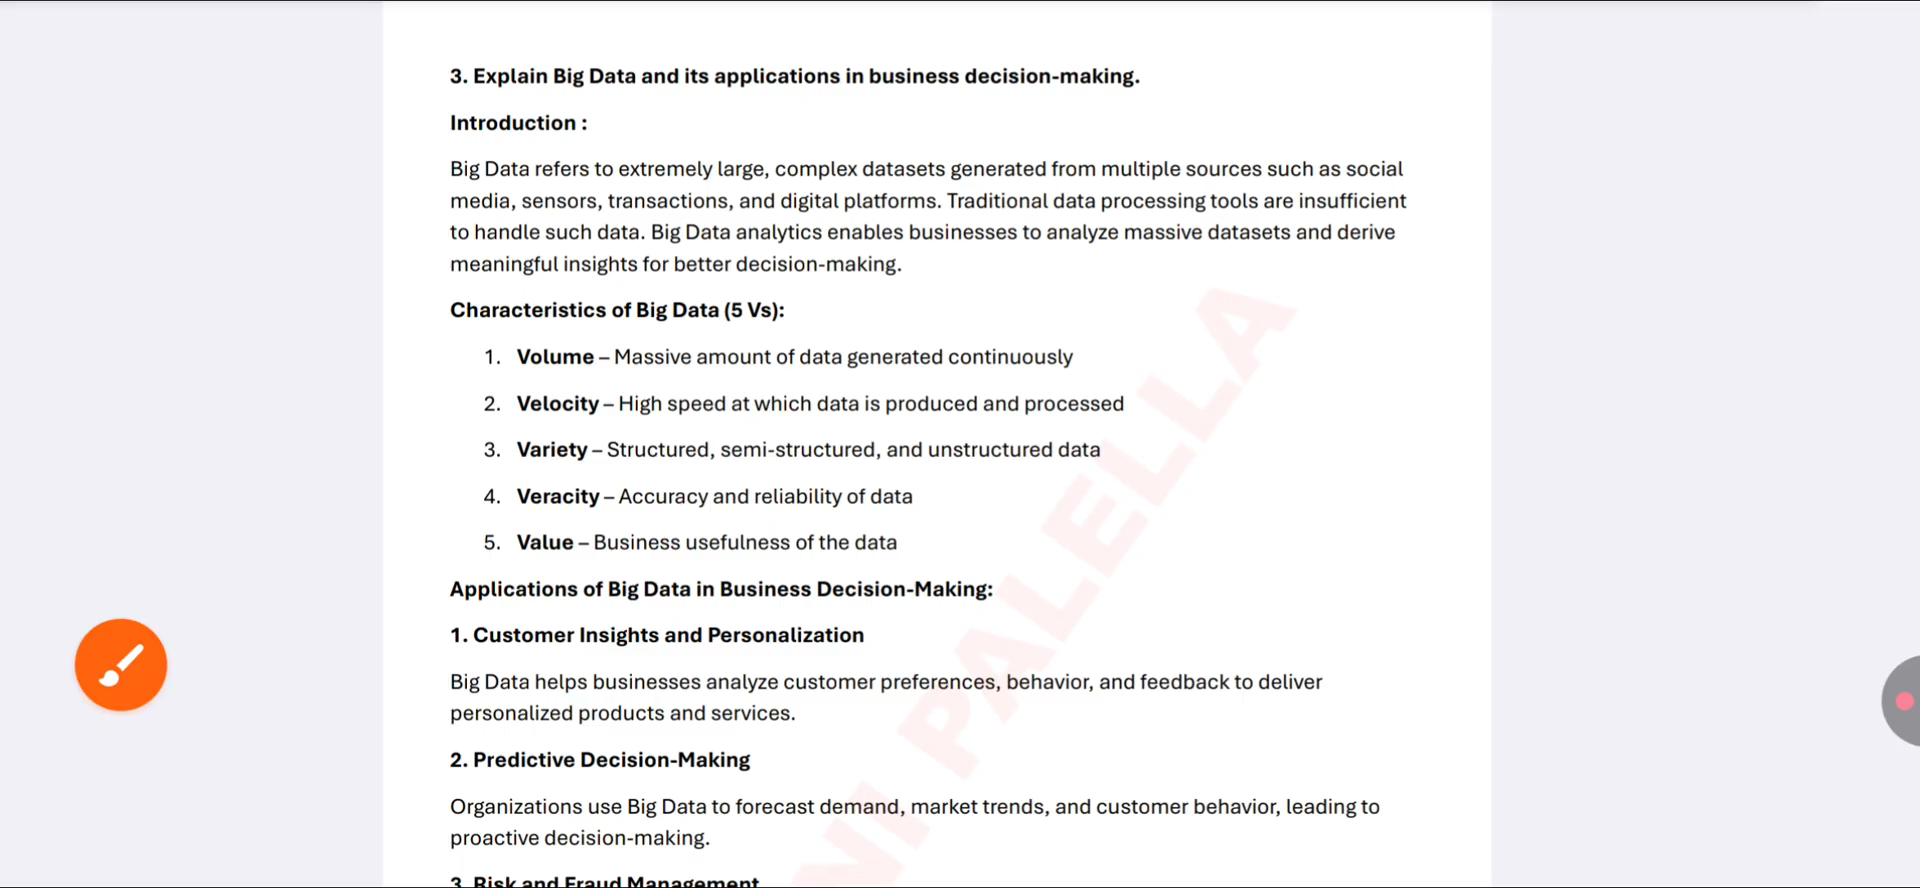 3. Explain Big Data and its applications in business decision-making.
Introduction :
Big Data refers to extremely large, complex datasets generated from multiple sources such as social
media, sensors, transactions, and digital platforms. Traditional data processing tools are insufficient
to handle such data. Big Data analytics enables businesses to analyze massive datasets and derive
meaningful insights for better decision-making.
Characteristics of Big Data (5 Vs):
1. Volume – Massive amount of data generated continuously
2. Velocity – High speed at which data is produced and processed
3. Variety – Structured, semi-structured, and unstructured data
4. Veracity – Accuracy and reliability of data
5. Value – Business usefulness of the data
Applications of Big Data in Business Decision-Making:
1. Customer Insights and Personalization
Big Data helps businesses analyze customer preferences, behavior, and feedback to deliver
personalized products and services.
2. Predictive Decision-Making
Organizations use Big Data to forecast demand, market trends, and customer behavior, leading to
proactive decision-making.
3. Risk and Fraud Management
PALELLA